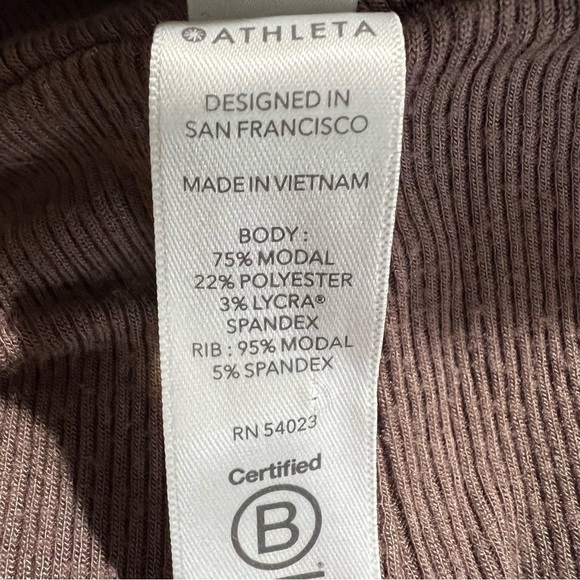 ATHLETA
DESIGNED IN
SAN FRANCISCO
MADE IN VIETNAM
BODY :
75% MODAL
22% POLYESTER
3% LYCRA®
SPANDEX
RIB : 95% MODAL
5% SPANDEX
RN 54023
Certified
B